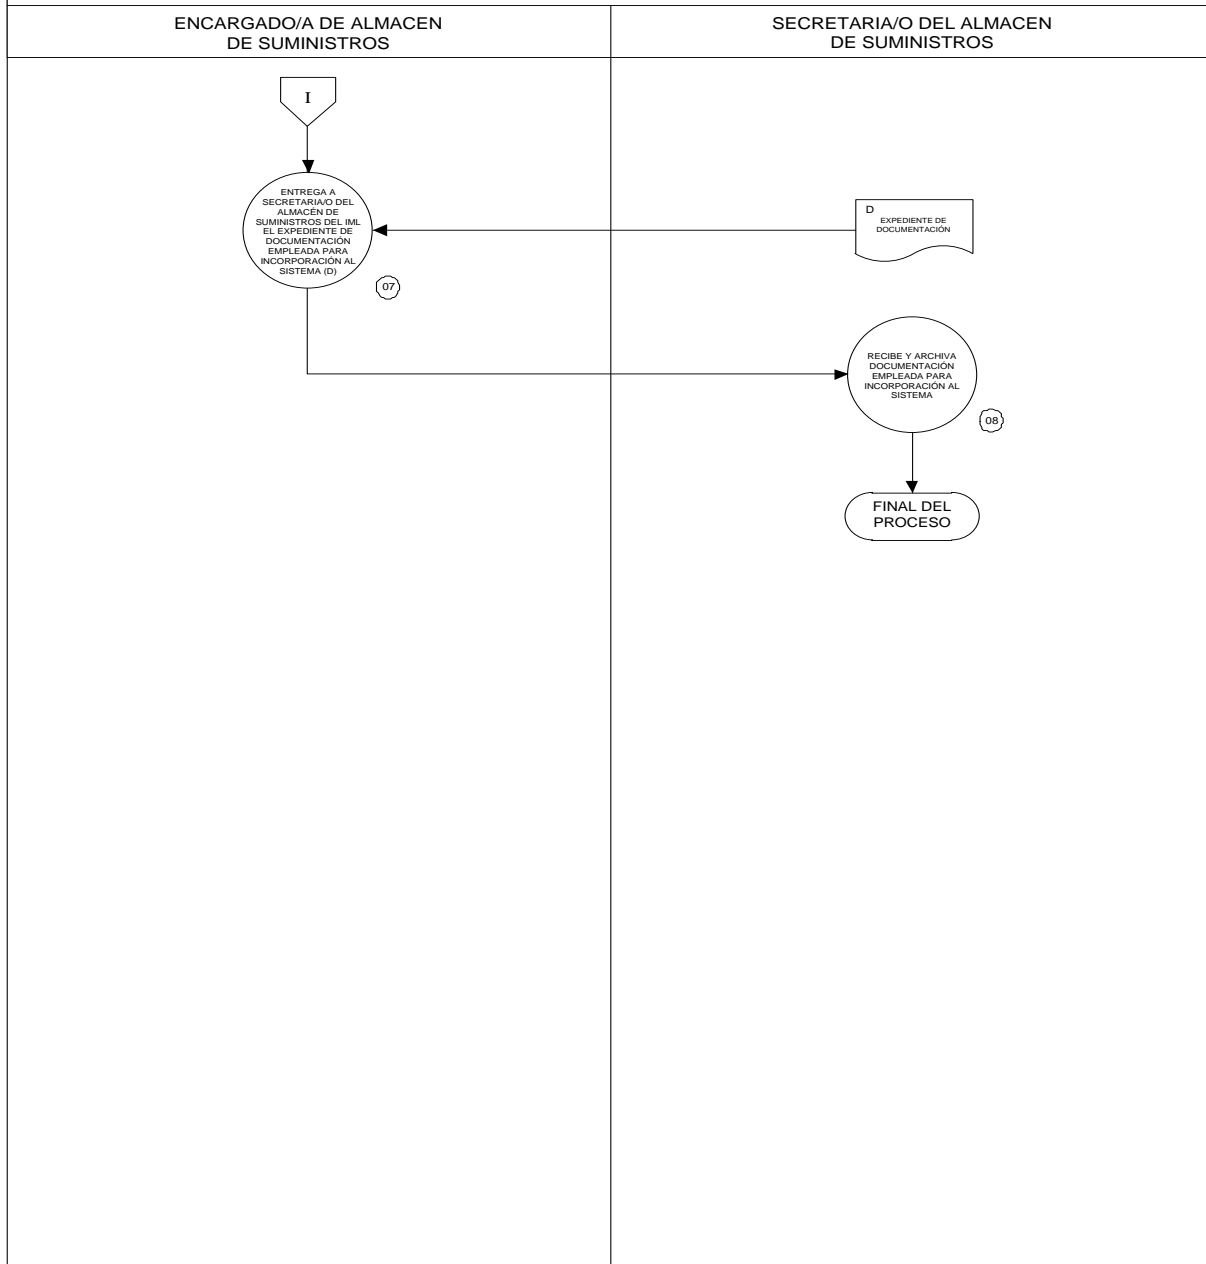 ENCARGADO/A DE ALMACEN
DE SUMINISTROS
SECRETARIA/O DEL ALMACEN
DE SUMINISTROS
I
ENTREGA A
SECRETARIA/O DEL
ALMACÉN DE
SUMINISTROS DEL IML
EL EXPEDIENTE DE
DOCUMENTACIÓN
EMPLEADA PARA
INCORPORACIÓN AL
SISTEMA (D)
07
D
EXPEDIENTE DE
DOCUMENTACIÓN
RECIBE Y ARCHIVA
DOCUMENTACIÓN
EMPLEADA PARA
INCORPORACIÓN AL
SISTEMA
08
FINAL DEL
PROCESO